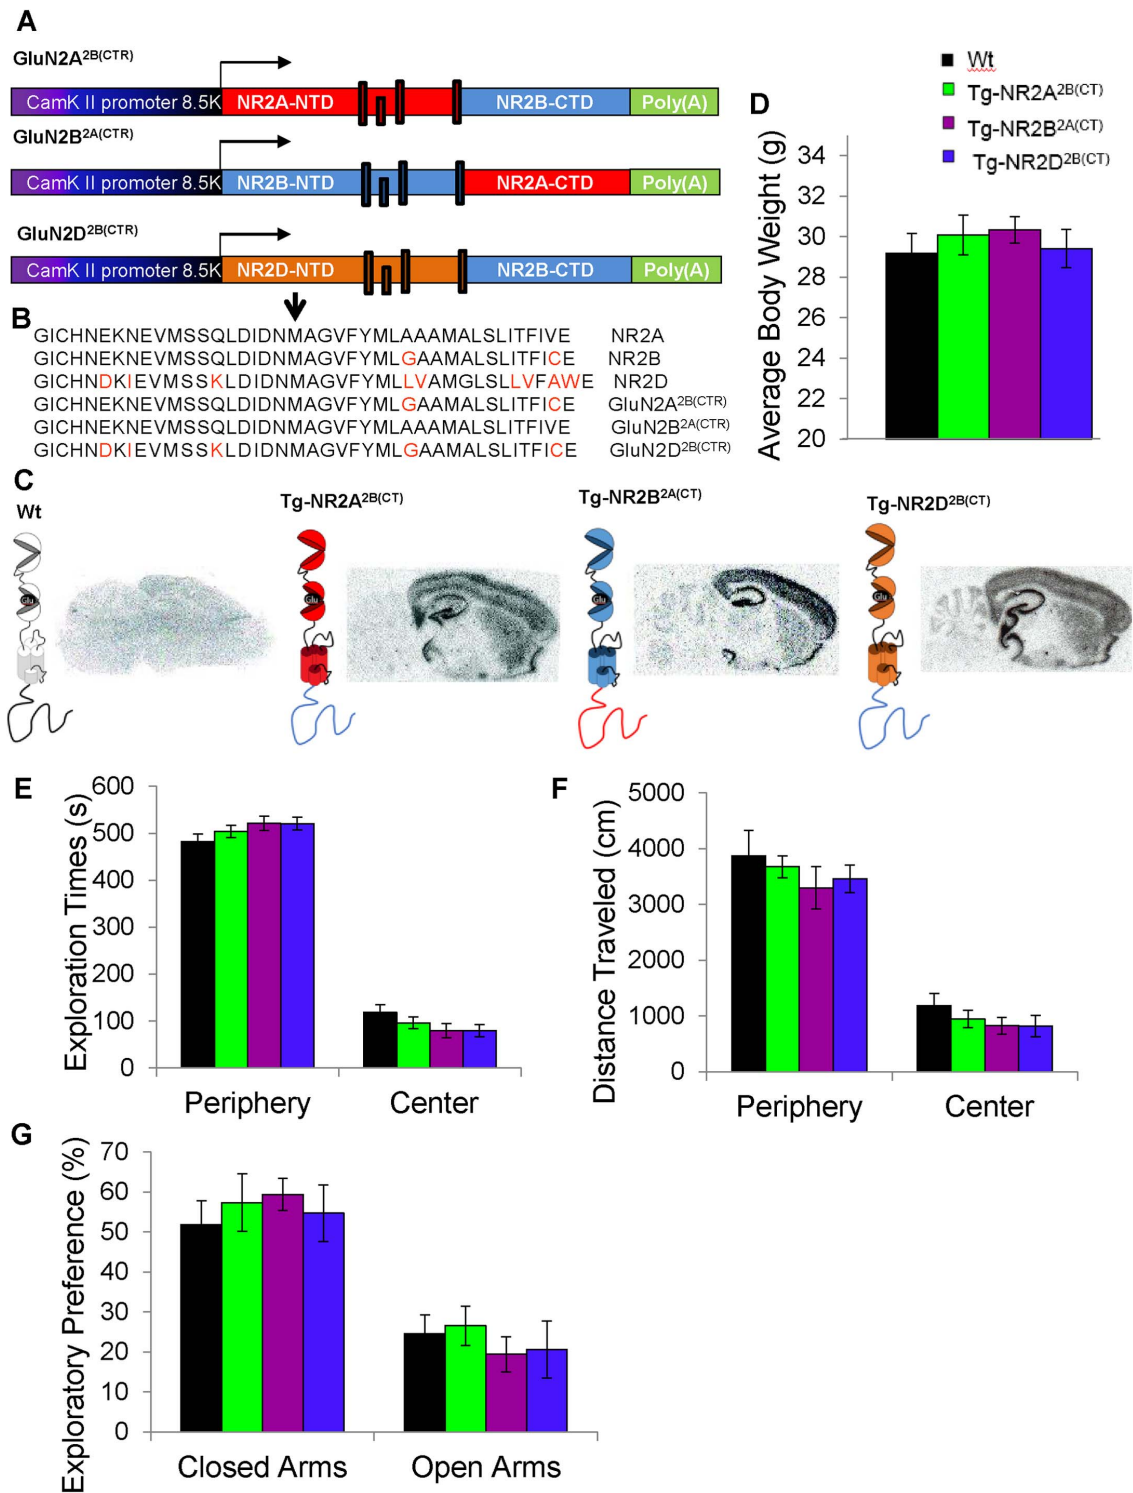 A
GluN2A2B(CTR)
CamK II promoter 8.5K NR2A-NTD NR2B-CTD Poly(A)
GluN2B2A(CTR)
CamK II promoter 8.5K NR2B-NTD NR2A-CTD Poly(A)
GluN2D2B(CTR)
CamK II promoter 8.5K NR2D-NTD NR2B-CTD Poly(A)
B
GICHNEKNEVMSSQLDIDNMAGVFYMLAAAMALSLITFIVE NR2A
GICHNEKNEVMSSQLDIDNMAGVFYMLGAAMALSLITFICE NR2B
GICHNDKIEVMSSKLDIDNMAGVFYMLLVAMGLSLLVFAWE NR2D
GICHNEKNEVMSSQLDIDNMAGVFYMLGAAMALSLITFICE GluN2A2B(CTR)
GICHNEKNEVMSSQLDIDNMAGVFYMLAAAMALSLITFIVE GluN2B2A(CTR)
GICHNDKIEVMSSKLDIDNMAGVFYMLGAAMALSLITFICE GluN2D2B(CTR)
Wt
Tg-NR2A2B(CT)
Tg-NR2B2A(CT)
Tg-NR2D2B(CT)
D
Average Body Weight (g)
34
32
30
28
26
24
22
20
C
Wt
Tg-NR2A2B(CT)
Tg-NR2B2A(CT)
Tg-NR2D2B(CT)
Glu
Glu
Glu
Glu
E
Exploration Times (s)
600
500
400
300
200
100
0
Periphery Center
F
Distance Traveled (cm)
5000
4000
3000
2000
1000
0
Periphery Center
G
Exploratory Preference (%)
70
60
50
40
30
20
10
0
Closed Arms Open Arms